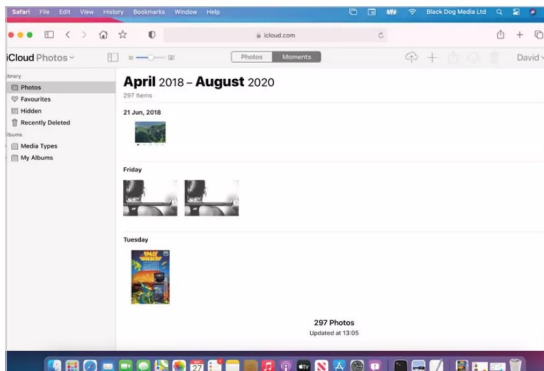 Safari File Edit View History Bookmarks Window Help Black Dog Media Ltd
icloud.com
iCloud Photos Photos Moments David
Library
Photos
Favourites
Hidden
Recently Deleted
Albums
Media Types
My Albums
April 2018 – August 2020
297 Items
21 Jun, 2018
Friday
Tuesday
297 Photos
Updated at 13:05
27